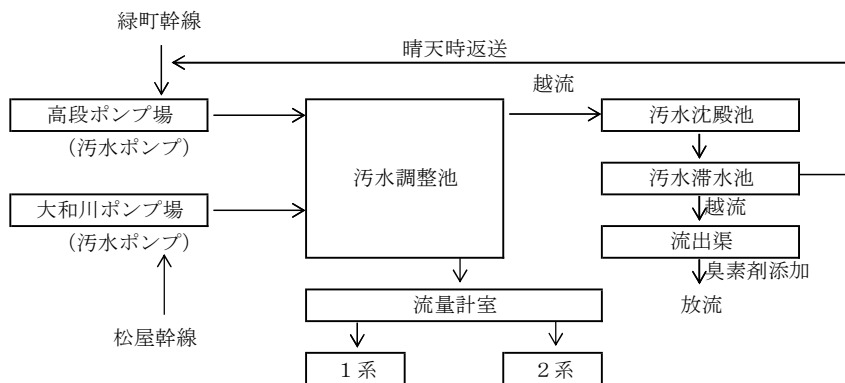 緑町幹線
晴天時返送
越流
高段ポンプ場
(汚水ポンプ)
汚水調整池
汚水沈殿池
汚水滞水池
大和川ポンプ場
(汚水ポンプ)
越流
流出渠
臭素剤添加
流量計室
放流
松屋幹線
1系
2系